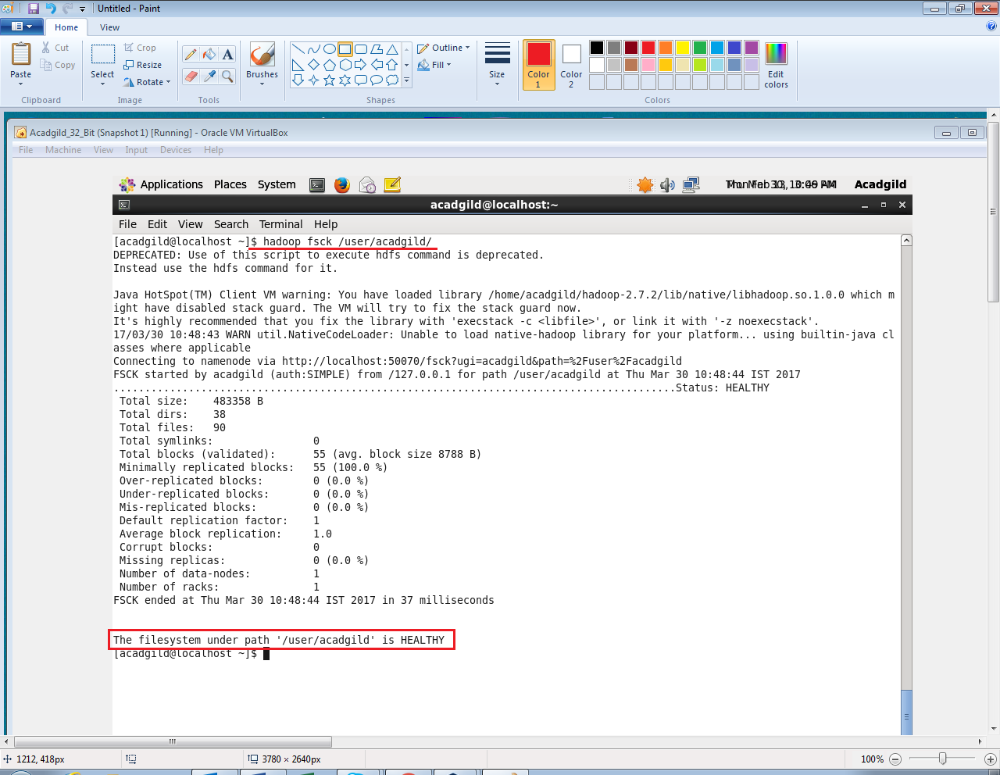 Untitled - Paint
Home
View
Paste
Cut
Copy
Clipboard
Select
Crop
Resize
Rotate
Image
A
Tools
Brushes
Outline
Fill
Shapes
Size
Color 1
Color 2
Edit colors
Colors
Acadgild_32_Bit (Snapshot 1) [Running] - Oracle VM VirtualBox
File Machine View Input Devices Help
Applications Places System
Acadgild
acadgild@localhost:~
File Edit View Search Terminal Help
[acadgild@localhost ~]$ hadoop fsck /user/acadgild/
DEPRECATED: Use of this script to execute hdfs command is deprecated.
Instead use the hdfs command for it.
Java HotSpot(TM) Client VM warning: You have loaded library /home/acadgild/hadoop-2.7.2/lib/native/libhadoop.so.1.0.0 which m
ight have disabled stack guard. The VM will try to fix the stack guard now.
It's highly recommended that you fix the library with 'execstack -c <libfile>', or link it with '-z noexecstack'.
17/03/30 10:48:43 WARN util.NativeCodeLoader: Unable to load native-hadoop library for your platform... using builtin-java cl
asses where applicable
Connecting to namenode via http://localhost:50070/fsck?ugi=acadgild&path=%2Fuser%2Facadgild
FSCK started by acadgild (auth:SIMPLE) from /127.0.0.1 for path /user/acadgild at Thu Mar 30 10:48:44 IST 2017
..........................................................................................Status: HEALTHY
Total size: 483358 B
Total dirs: 38
Total files: 90
Total symlinks: 0
Total blocks (validated): 55 (avg. block size 8788 B)
Minimally replicated blocks: 55 (100.0 %)
Over-replicated blocks: 0 (0.0 %)
Under-replicated blocks: 0 (0.0 %)
Mis-replicated blocks: 0 (0.0 %)
Default replication factor: 1
Average block replication: 1.0
Corrupt blocks: 0
Missing replicas: 0 (0.0 %)
Number of data-nodes: 1
Number of racks: 1
FSCK ended at Thu Mar 30 10:48:44 IST 2017 in 37 milliseconds
The filesystem under path '/user/acadgild' is HEALTHY
[acadgild@localhost ~]$
1212, 418px
3780 × 2640px
100%